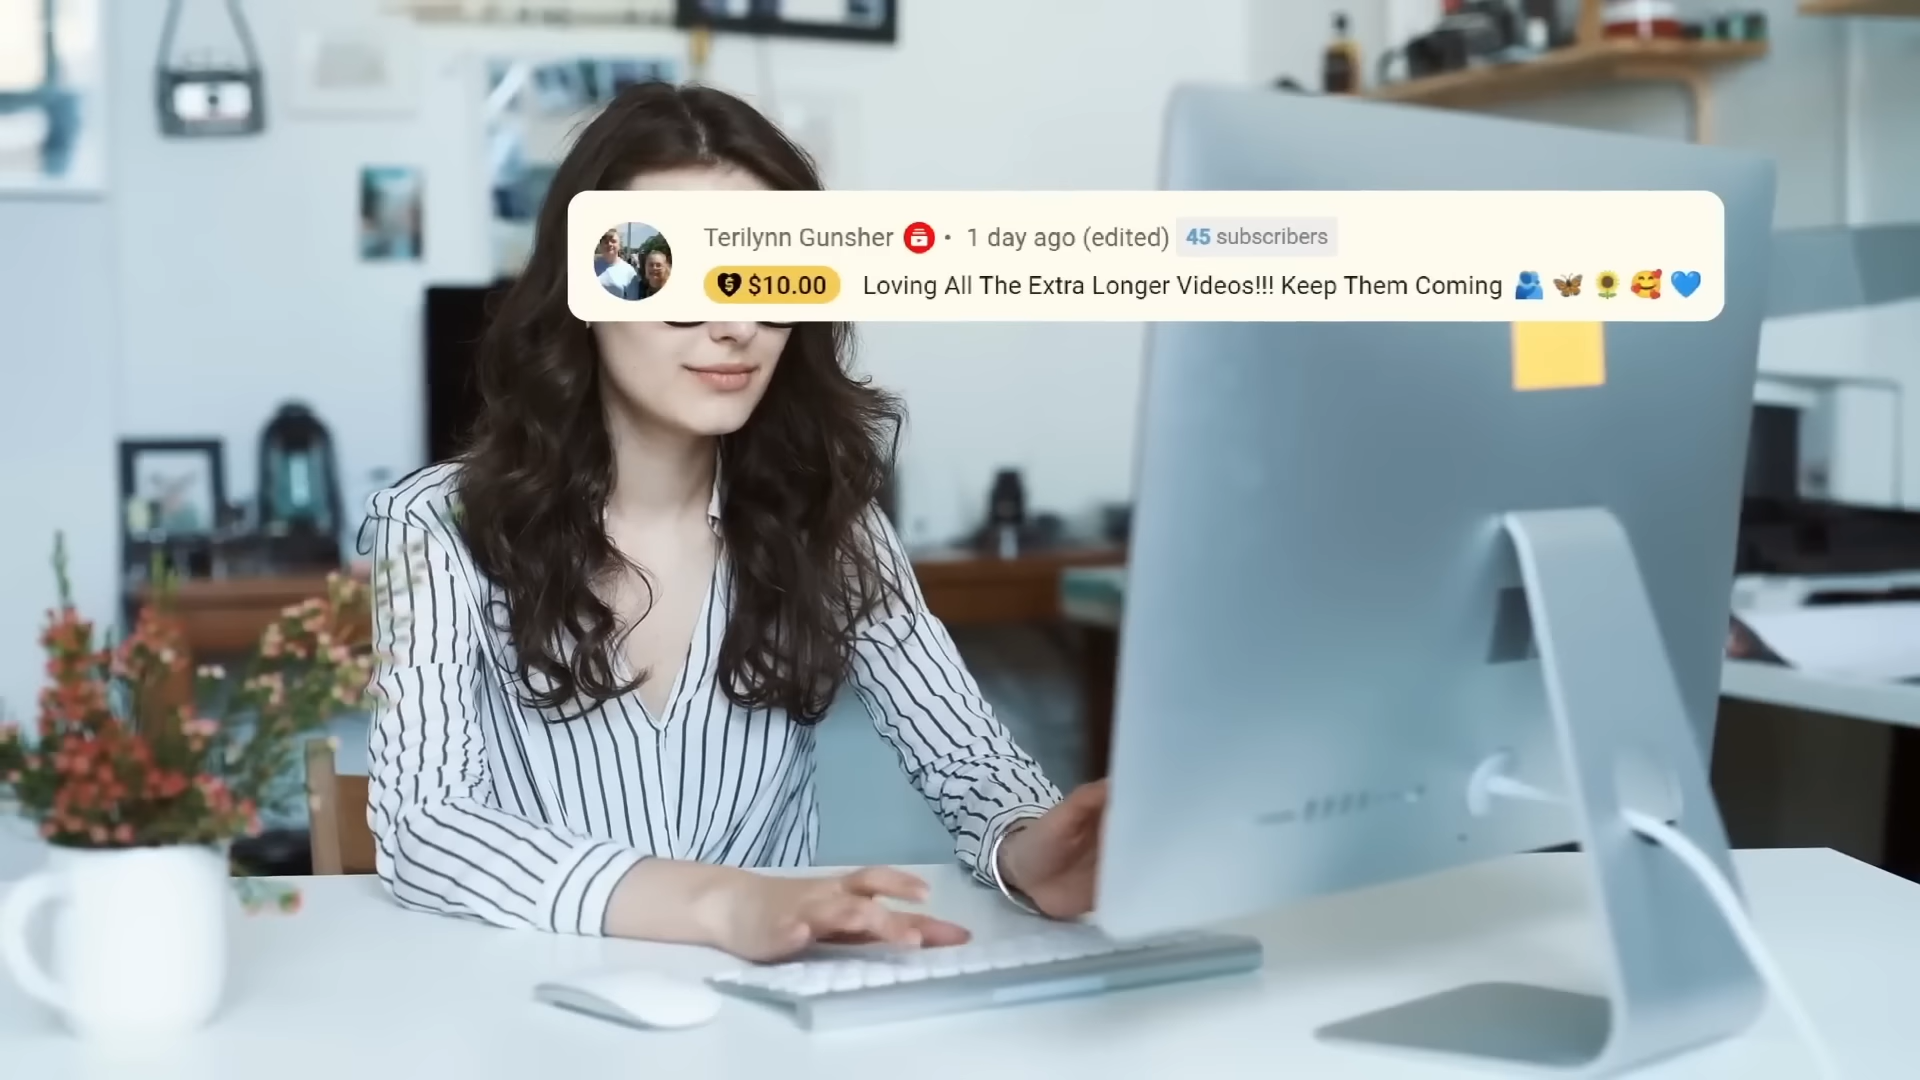 Terilynn Gunsher • 1 day ago (edited) 45 subscribers
$10.00 Loving All The Extra Longer Videos!!! Keep Them Coming 🫂 🦋 🌻 🥰 💙